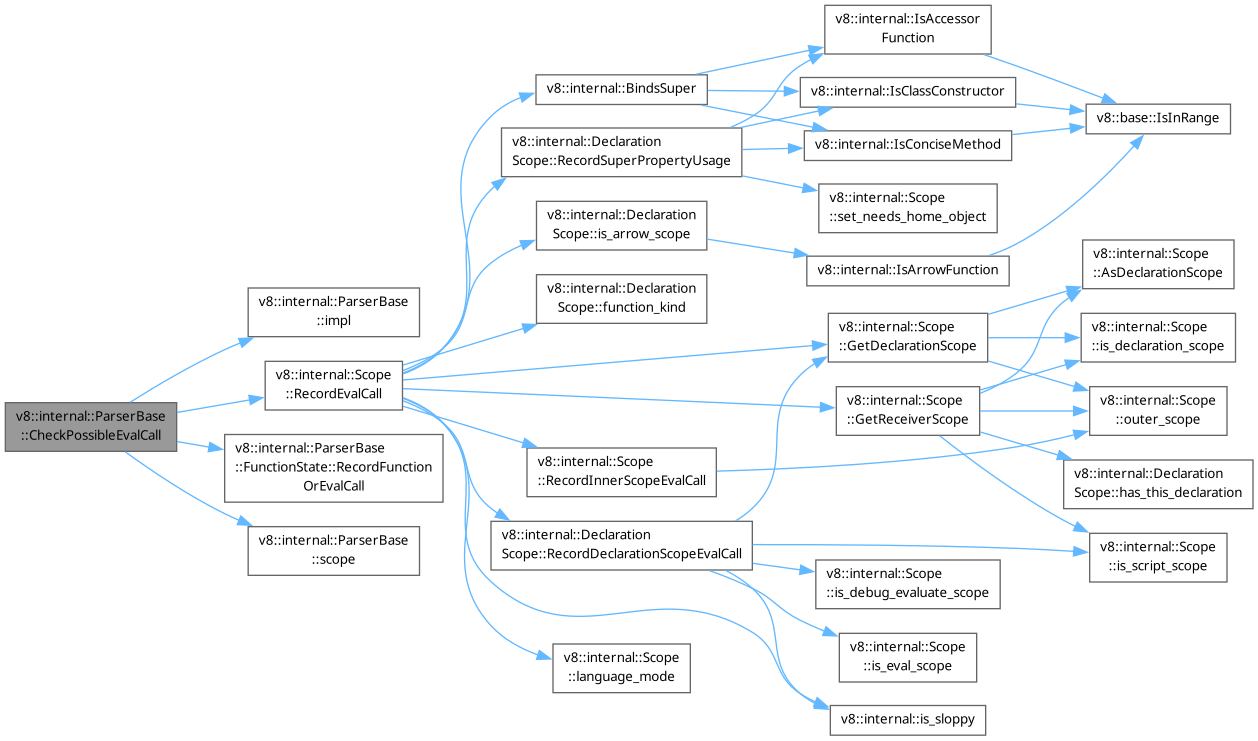 v8::internal::ParserBase
::CheckPossibleEvalCall
v8::internal::ParserBase
::impl
v8::internal::Scope
::RecordEvalCall
v8::internal::ParserBase
::FunctionState::RecordFunction
OrEvalCall
v8::internal::ParserBase
::scope
v8::internal::BindsSuper
v8::internal::Declaration
Scope::RecordSuperPropertyUsage
v8::internal::Declaration
Scope::is_arrow_scope
v8::internal::Declaration
Scope::function_kind
v8::internal::Scope
::RecordInnerScopeEvalCall
v8::internal::Declaration
Scope::RecordDeclarationScopeEvalCall
v8::internal::Scope
::language_mode
v8::internal::IsAccessor
Function
v8::internal::IsClassConstructor
v8::internal::IsConciseMethod
v8::internal::Scope
::set_needs_home_object
v8::internal::IsArrowFunction
v8::internal::Scope
::GetDeclarationScope
v8::internal::Scope
::GetReceiverScope
v8::internal::Scope
::is_debug_evaluate_scope
v8::internal::Scope
::is_eval_scope
v8::internal::is_sloppy
v8::base::IsInRange
v8::internal::Scope
::AsDeclarationScope
v8::internal::Scope
::is_declaration_scope
v8::internal::Scope
::outer_scope
v8::internal::Declaration
Scope::has_this_declaration
v8::internal::Scope
::is_script_scope